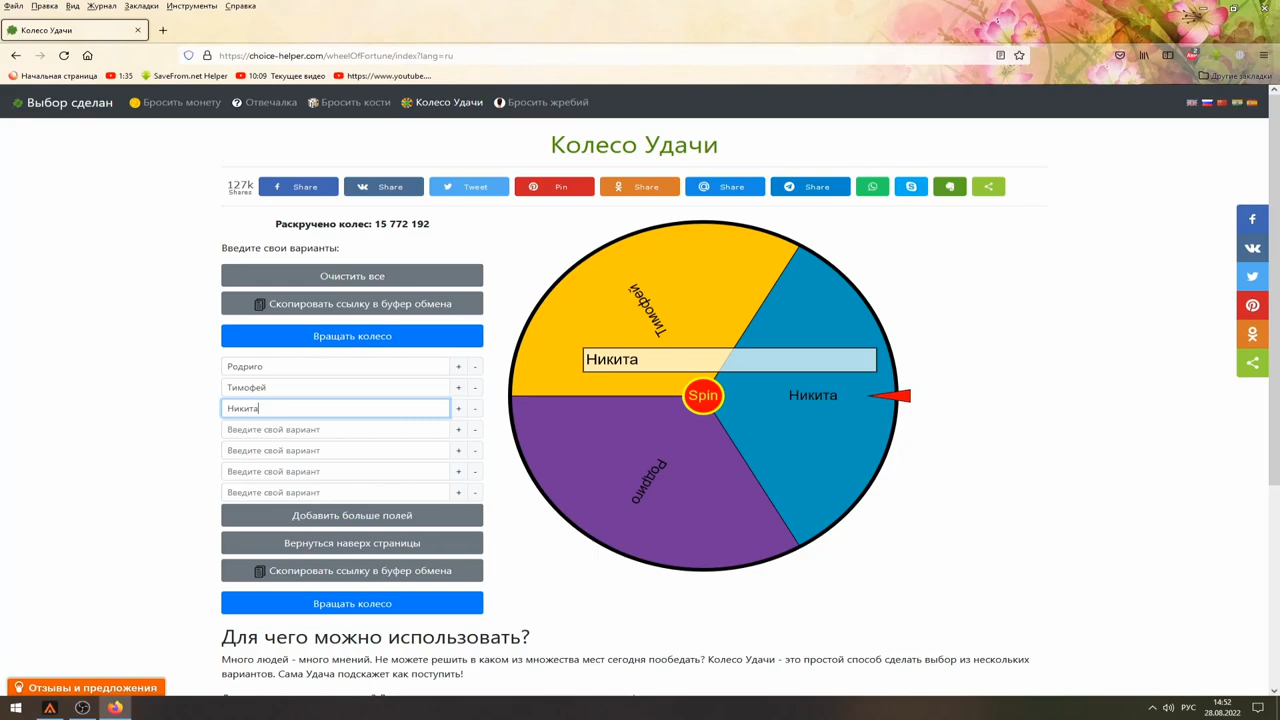 Файл Правка Вид Журнал Закладки Инструменты Справка
Колесо Удачи
https://choice-helper.com/wheelOfFortune/index?lang=ru
Начальная страница 1:35 SaveFrom.net Helper 10:09 Текущее видео https://www.youtube....
Другие закладки
Выбор сделан Бросить монету Отвечалка Бросить кости Колесо Удачи Бросить жребий
Колесо Удачи
127k
Shares
Share Share Tweet Pin Share Share Share
Раскручено колес: 15 772 192
Введите свои варианты:
Очистить все
Скопировать ссылку в буфер обмена
Вращать колесо
Родриго + -
Тимофей + -
Никита + -
Введите свой вариант + -
Введите свой вариант + -
Введите свой вариант + -
Введите свой вариант + -
Добавить больше полей
Вернуться наверх страницы
Скопировать ссылку в буфер обмена
Вращать колесо
Тимофей
Никита
Spin
Никита
Родриго
Для чего можно использовать?
Много людей - много мнений. Не можете решить в каком из множества мест сегодня пообедать? Колесо Удачи - это простой способ сделать выбор из нескольких
вариантов. Сама Удача подскажет как поступить!
Отзывы и предложения
РУС
14:52
28.08.2022